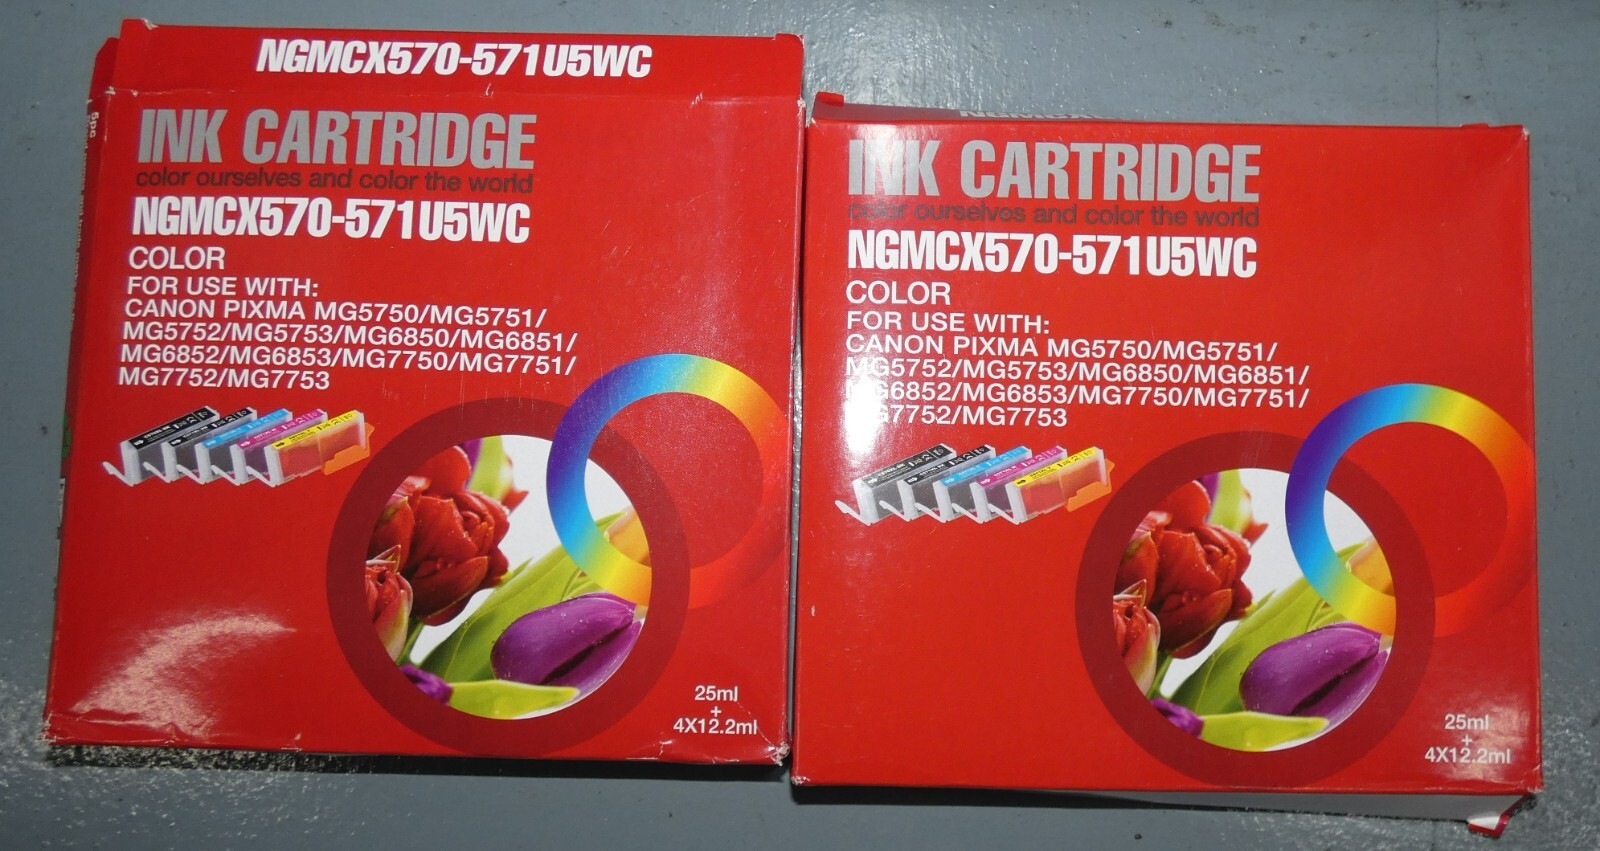 NGMCX570-571U5WC
INK CARTRIDGE
color ourselves and color the world
NGMCX570-571U5WC
COLOR
FOR USE WITH:
CANON PIXMA MG5750/MG5751/
MG5752/MG5753/MG6850/MG6851/
MG6852/MG6853/MG7750/MG7751/
MG7752/MG7753
25ml
+
4X12.2ml
5pc
INK CARTRIDGE
color ourselves and color the world
NGMCX570-571U5WC
COLOR
FOR USE WITH:
CANON PIXMA MG5750/MG5751/
MG5752/MG5753/MG6850/MG6851/
MG6852/MG6853/MG7750/MG7751/
MG7752/MG7753
25ml
+
4X12.2ml